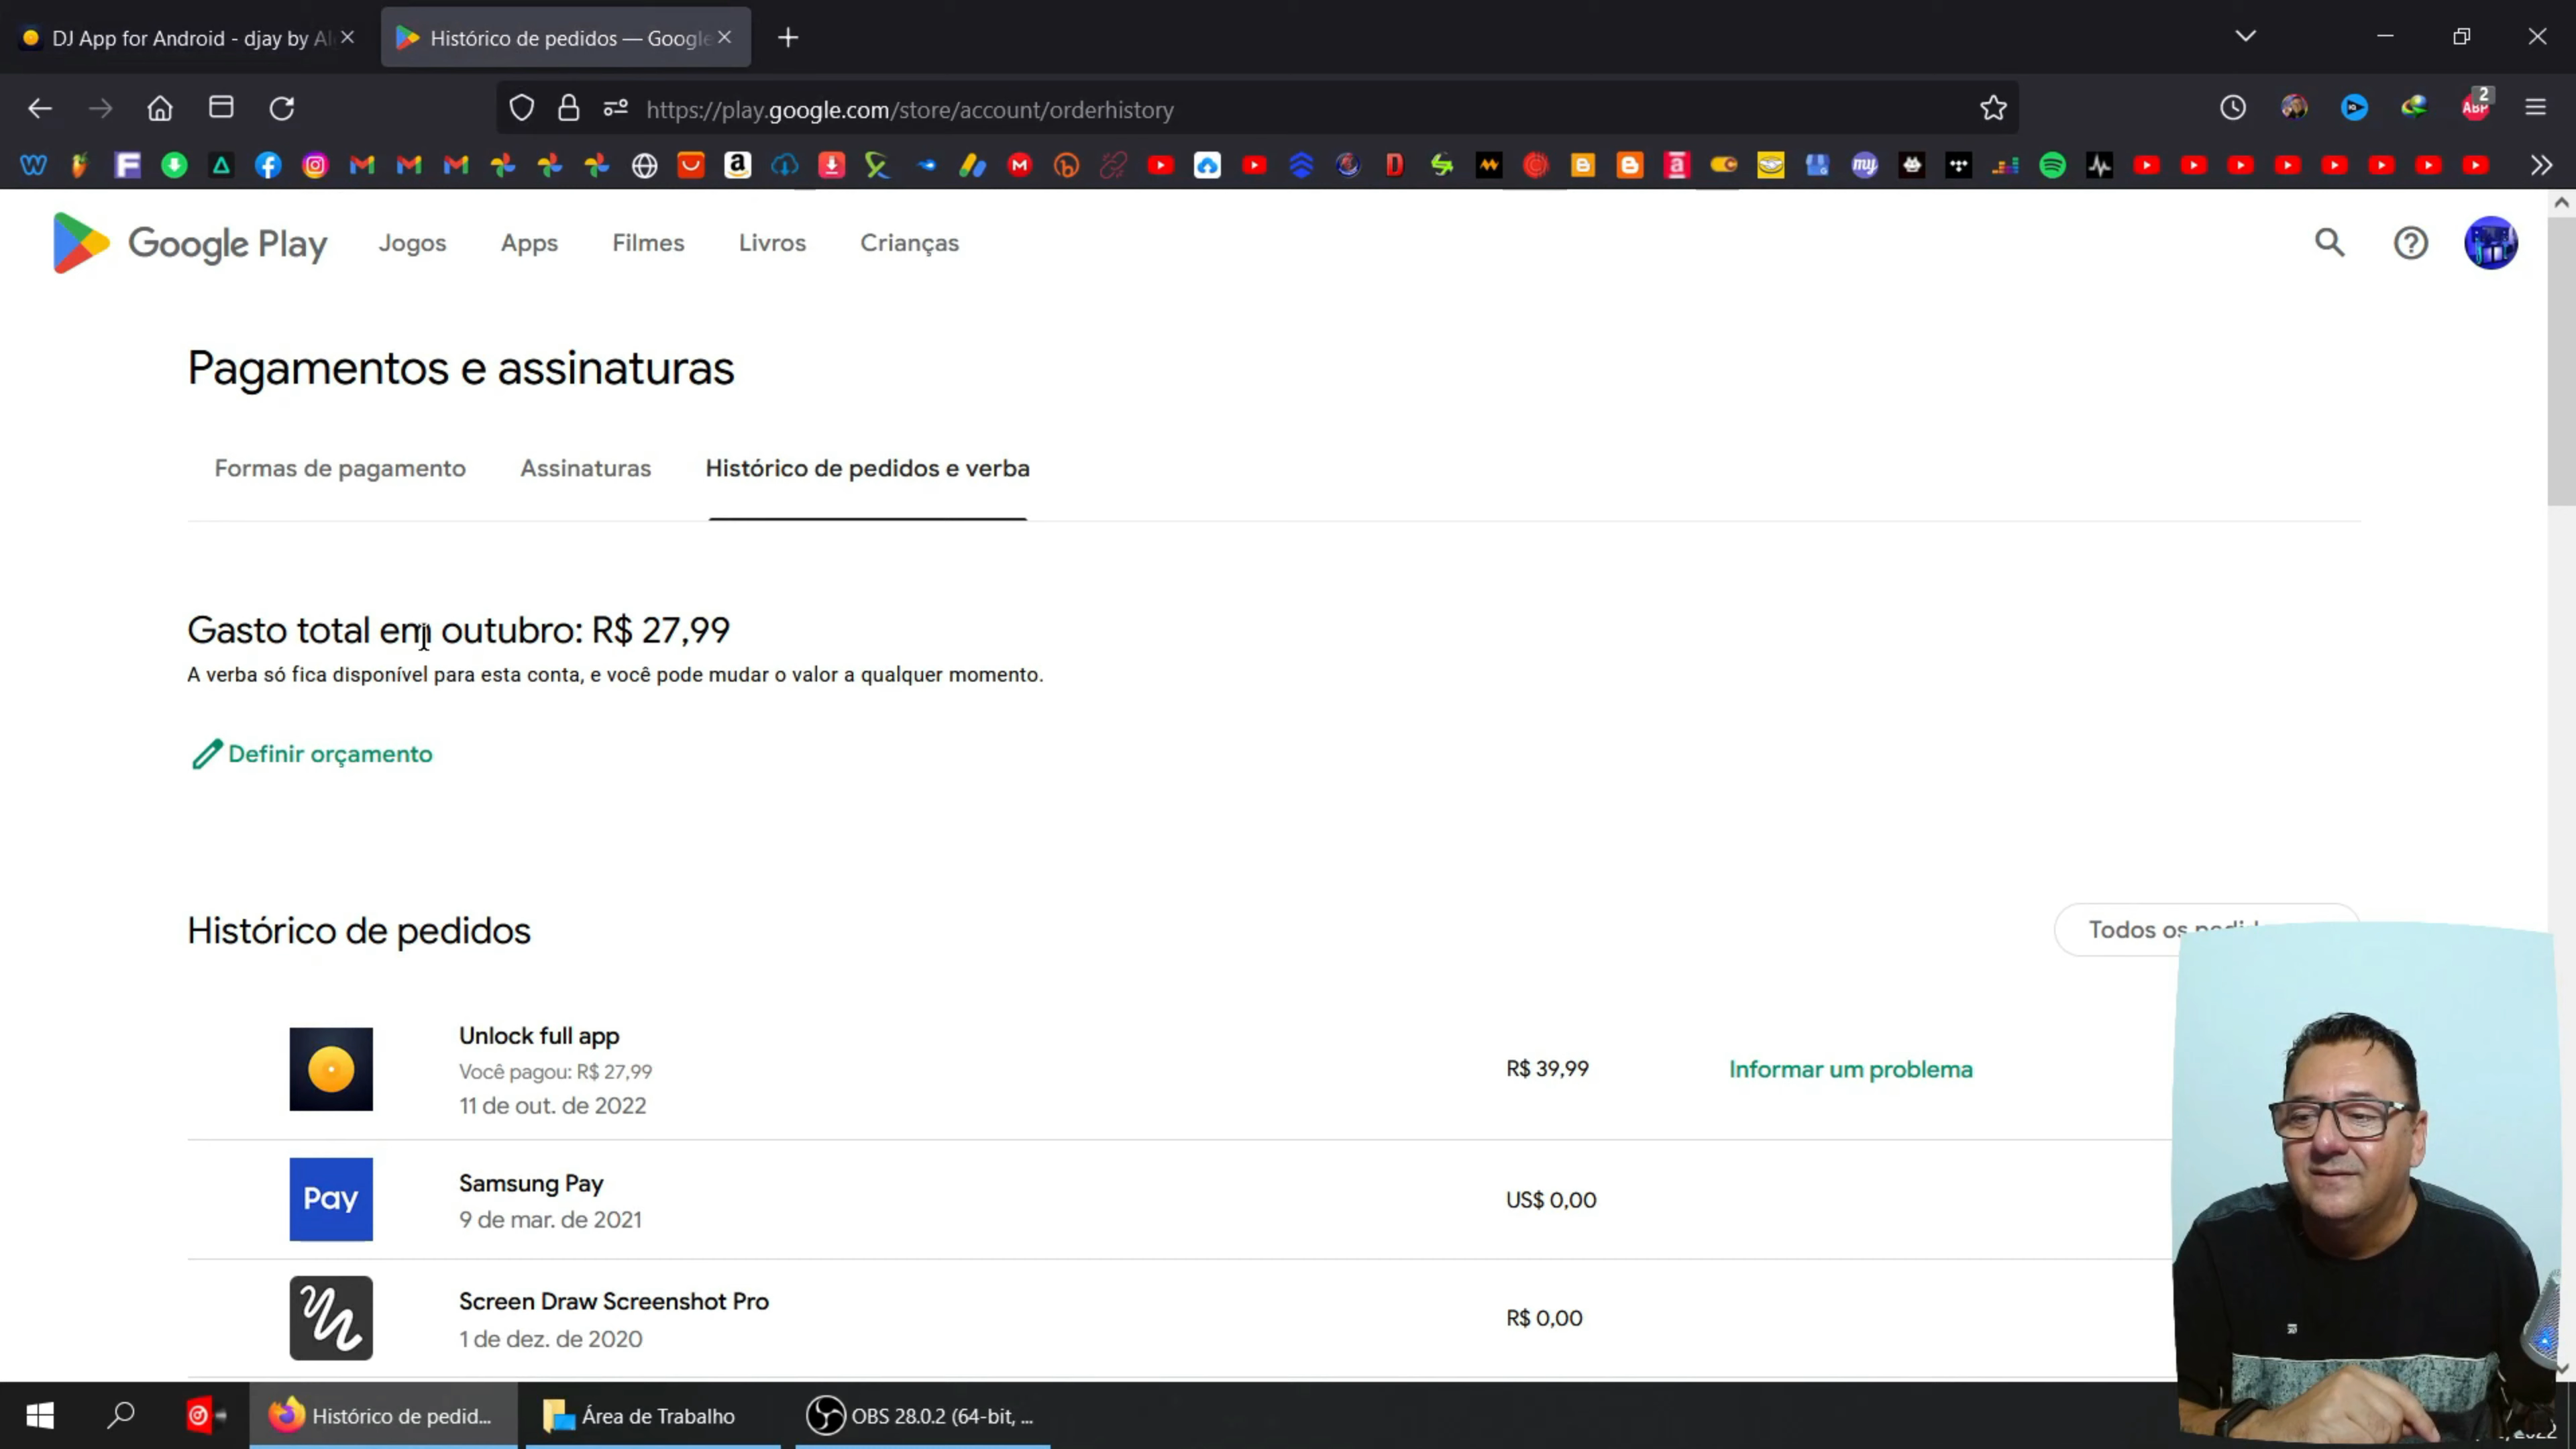 DJ App for Android - djay by Al
Histórico de pedidos — Google
https://play.google.com/store/account/orderhistory
2
ABP
Google Play
Jogos
Apps
Filmes
Livros
Crianças
Pagamentos e assinaturas
Formas de pagamento
Assinaturas
Histórico de pedidos e verba
Gasto total em outubro: R$ 27,99
A verba só fica disponível para esta conta, e você pode mudar o valor a qualquer momento.
Definir orçamento
Histórico de pedidos
Todos os
Unlock full app
Você pagou: R$ 27,99
11 de out. de 2022
R$ 39,99
Informar um problema
Pay
Samsung Pay
9 de mar. de 2021
US$ 0,00
Screen Draw Screenshot Pro
1 de dez. de 2020
R$ 0,00
Histórico de pedid...
Área de Trabalho
OBS 28.0.2 (64-bit, ...